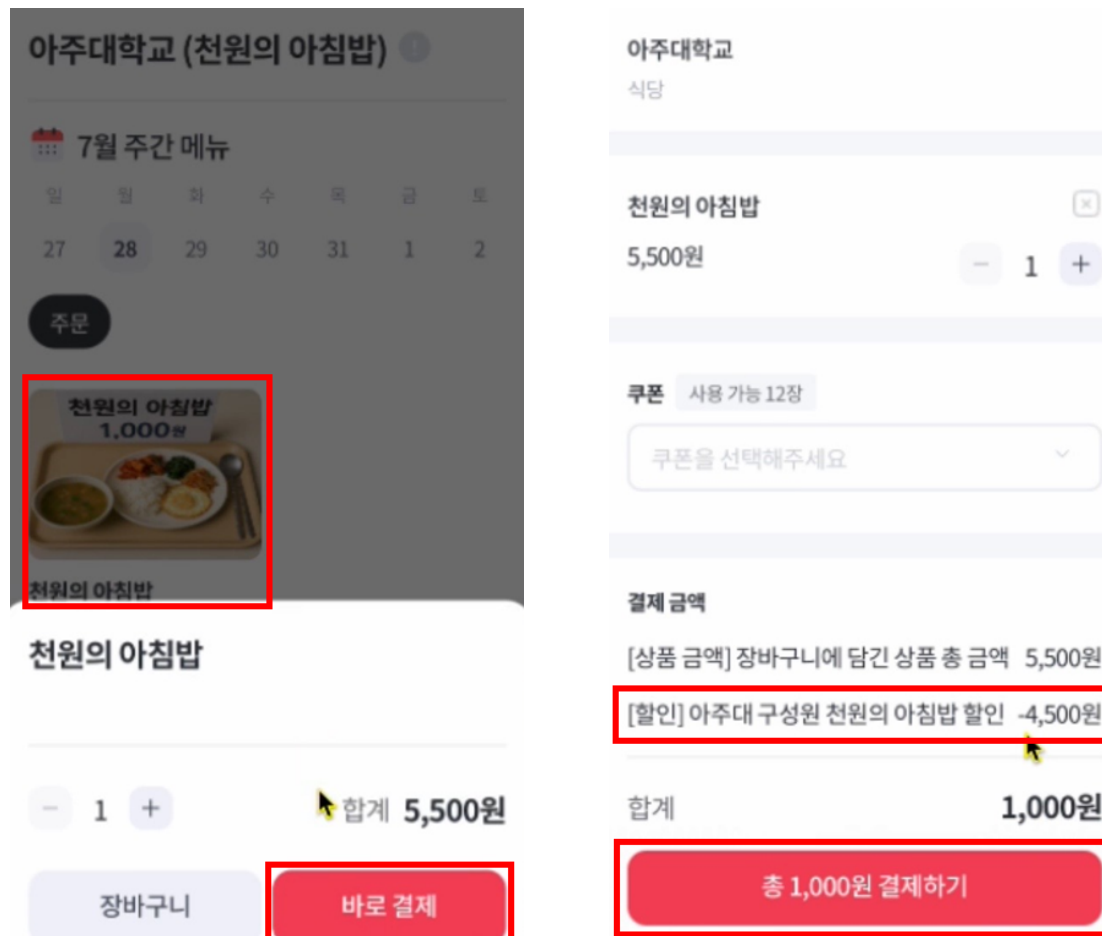 아주대학교 (천원의 아침밥) !
7월 주간 메뉴
일 월 화 수 목 금 토
27 28 29 30 31 1 2
주문
천원의 아침밥
1,000원
천원의 아침밥
천원의 아침밥
- 1 + 합계 5,500원
장바구니 바로 결제
아주대학교
식당
천원의 아침밥
5,500원 - 1 +
쿠폰 사용 가능 12장
쿠폰을 선택해주세요
결제 금액
[상품 금액] 장바구니에 담긴 상품 총 금액 5,500원
[할인] 아주대 구성원 천원의 아침밥 할인 -4,500원
합계 1,000원
총 1,000원 결제하기